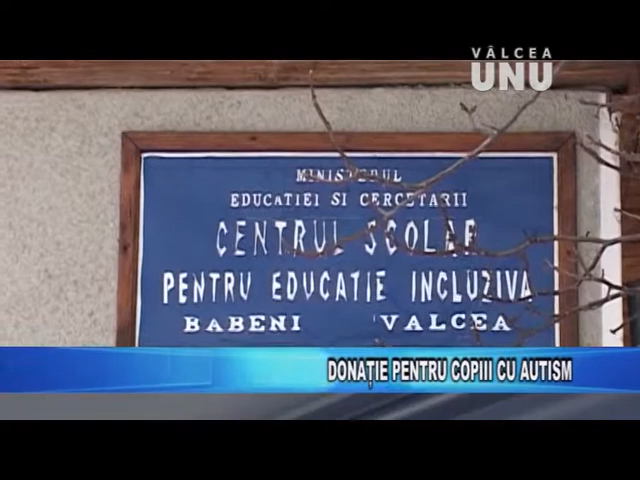 VÂLCEA
UNU
MINISTERUL
EDUCATIEI SI CERCETARII
CENTRUL SCOLAR
PENTRU EDUCATIE INCLUZIVA
BABENI VALCEA
DONAȚIE PENTRU COPIII CU AUTISM